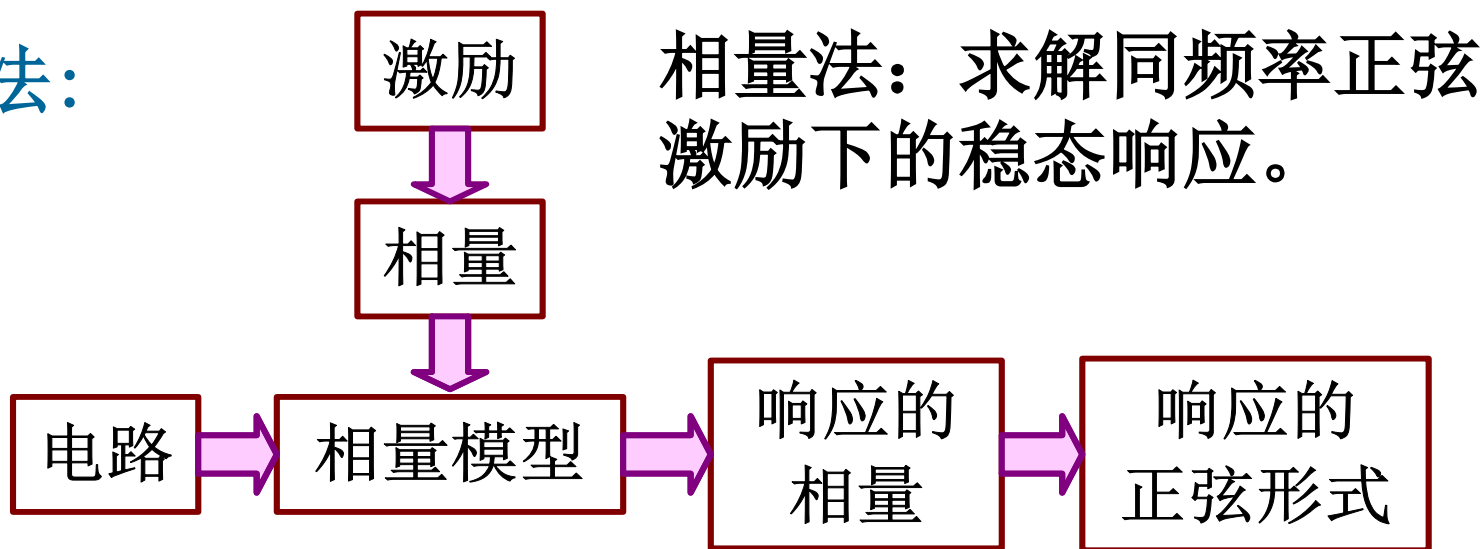 法:
激励
相量法：求解同频率正弦
激励下的稳态响应。
相量
电路
相量模型
响应的
相量
响应的
正弦形式